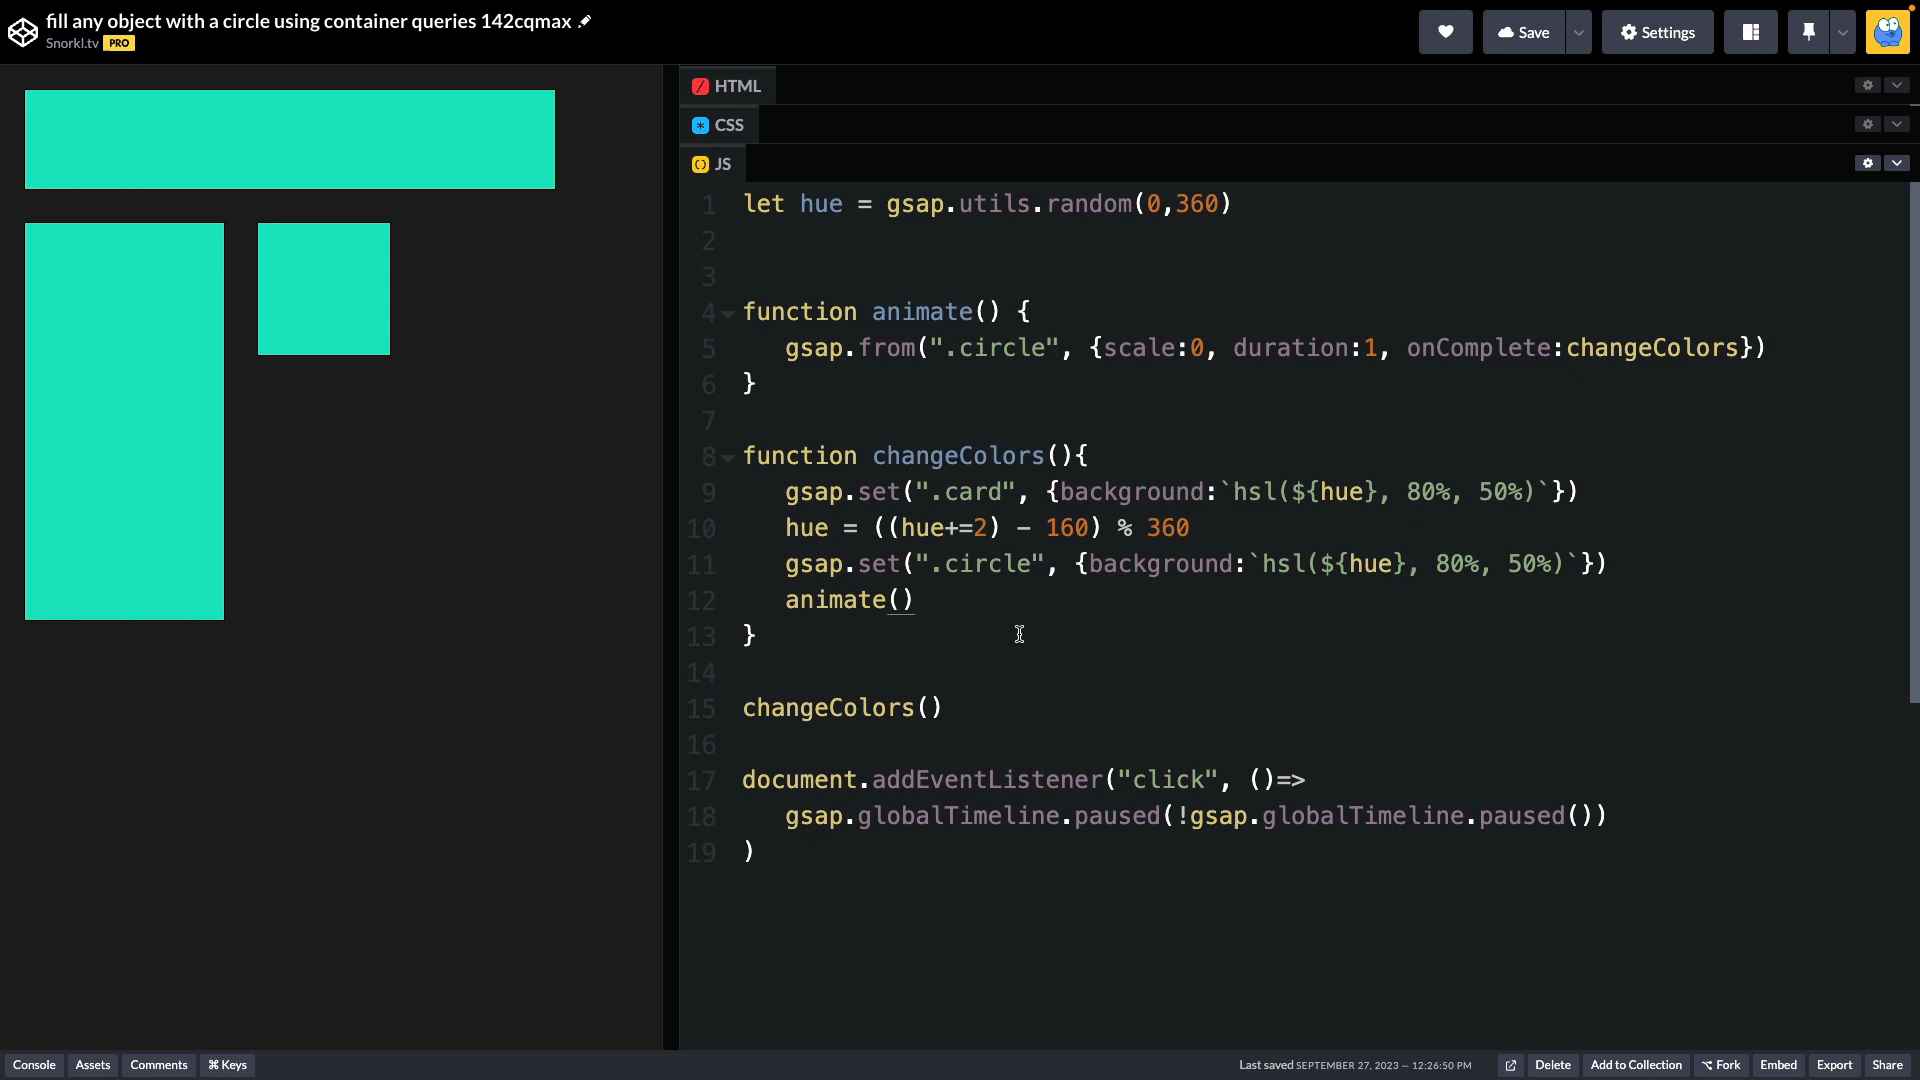 fill any object with a circle using container queries 142cqmax
Snorkl.tv PRO
Save
Settings
HTML
CSS
JS
1 let hue = gsap.utils.random(0,360)
2
3
4 function animate() {
5 gsap.from(".circle", {scale:0, duration:1, onComplete:changeColors})
6 }
7
8 function changeColors(){
9 gsap.set(".card", {background:`hsl(${hue}, 80%, 50%)`})
10 hue = ((hue+=2) - 160) % 360
11 gsap.set(".circle", {background:`hsl(${hue}, 80%, 50%)`})
12 animate()
13 }
14
15 changeColors()
16
17 document.addEventListener("click", ()=>
18 gsap.globalTimeline.paused(!gsap.globalTimeline.paused())
19 )
Console Assets Comments ⌘ Keys Last saved SEPTEMBER 27, 2023 — 12:26:50 PM Delete Add to Collection Fork Embed Export Share